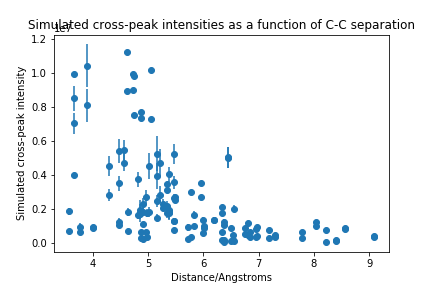 Simulated cross-peak intensities as a function of C-C separation
1e7
1.2
1.0
0.8
0.6
0.4
0.2
0.0
Simulated cross-peak intensity
4 5 6 7 8 9
Distance/Angstroms